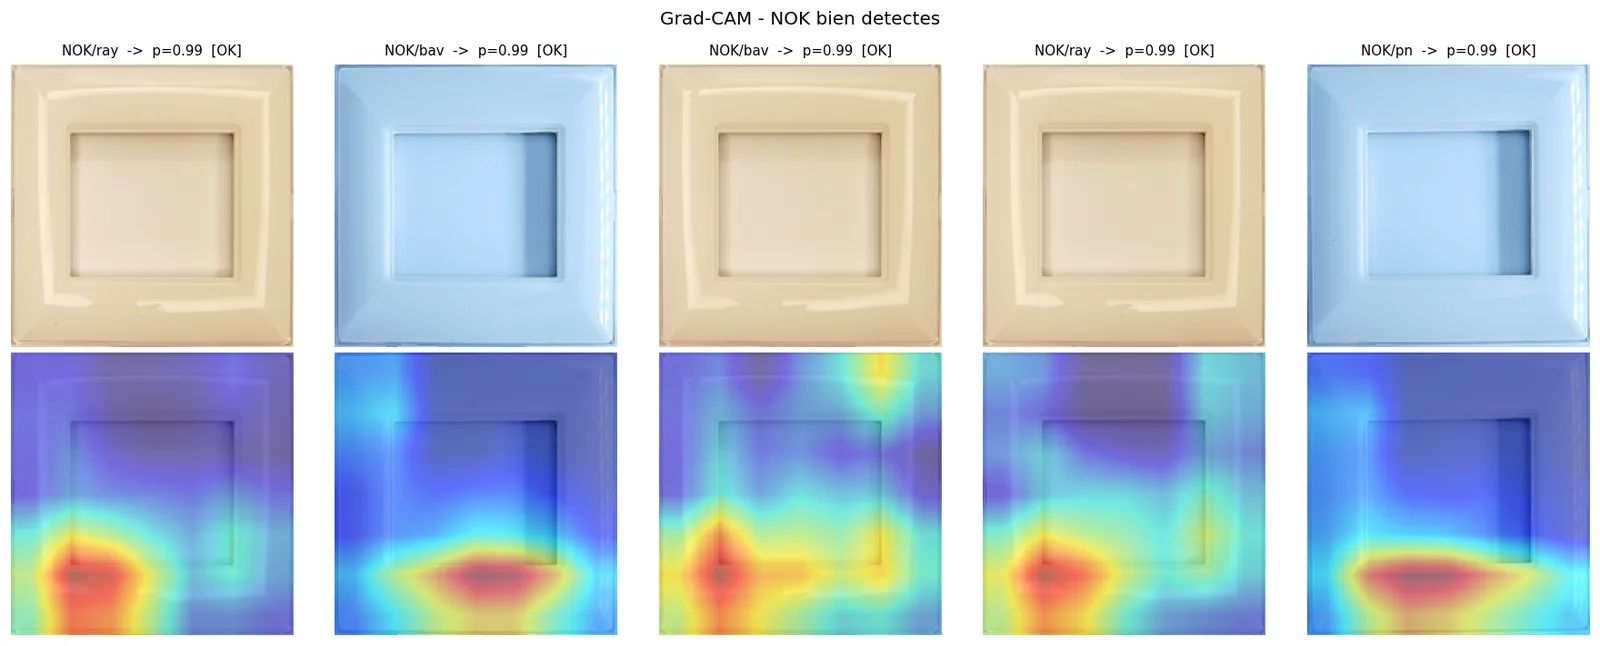 Grad-CAM - NOK bien detectes
NOK/ray -> p=0.99 [OK]
NOK/bav -> p=0.99 [OK]
NOK/bav -> p=0.99 [OK]
NOK/ray -> p=0.99 [OK]
NOK/pn -> p=0.99 [OK]